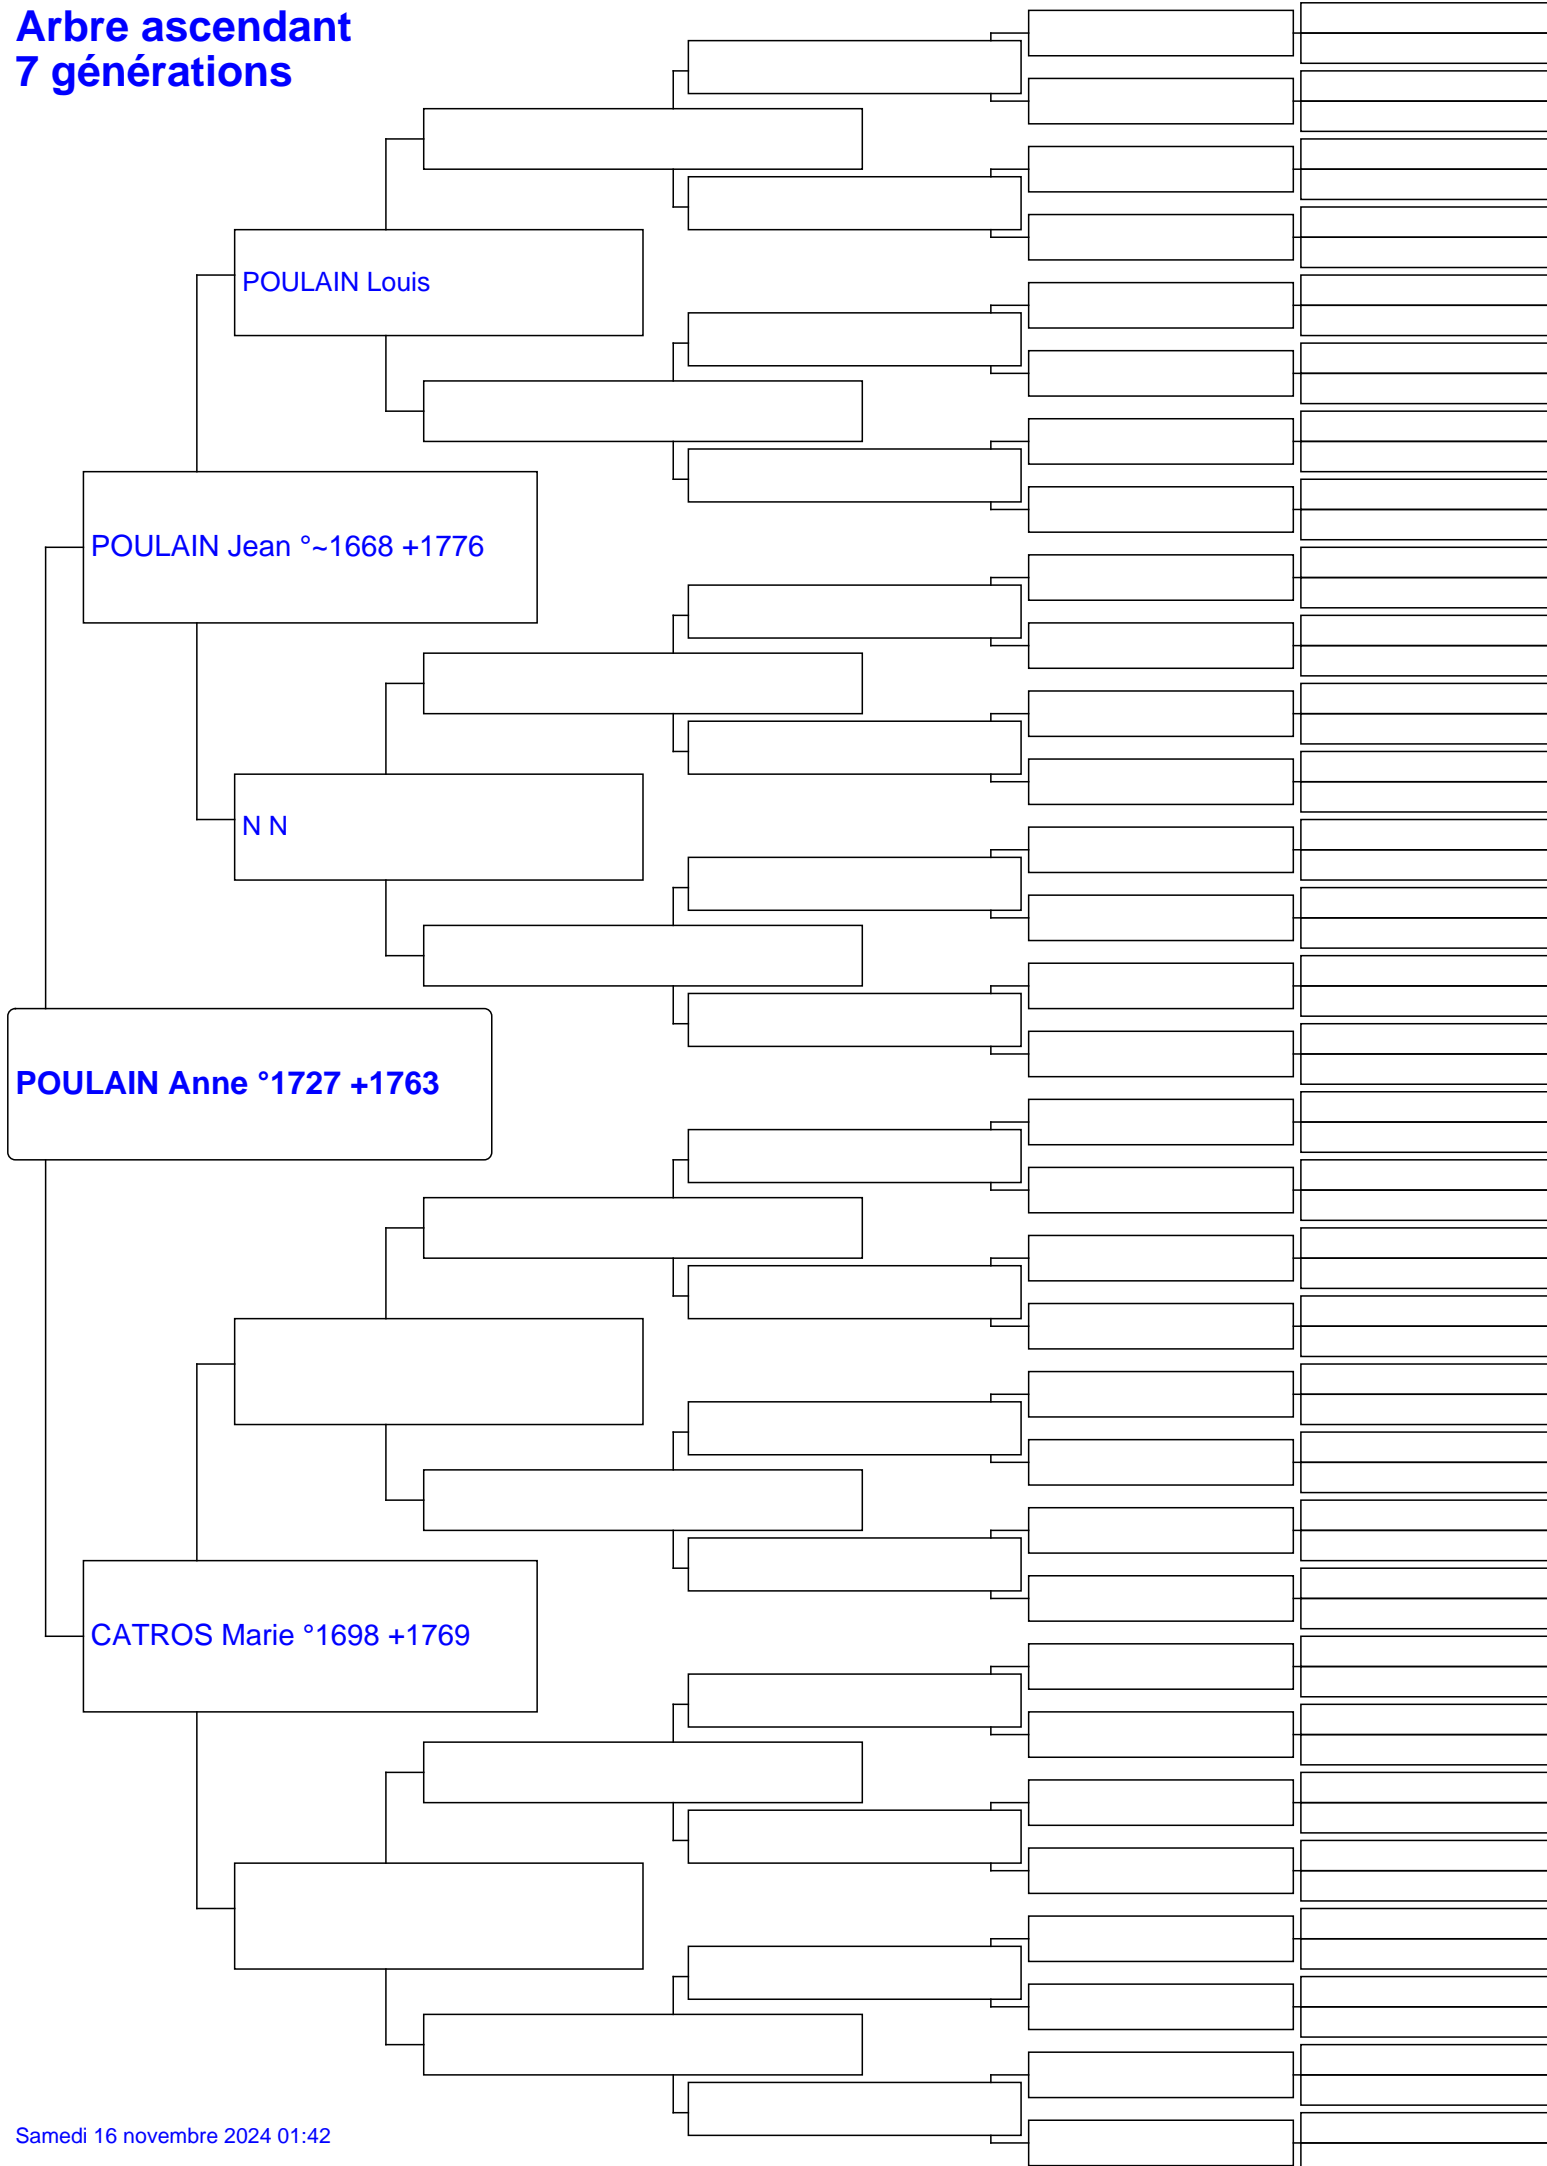 Arbre ascendant
7 générations
POULAIN Louis
POULAIN Jean °~1668 +1776
N N
POULAIN Anne °1727 +1763
CATROS Marie °1698 +1769
Samedi 16 novembre 2024 01:42